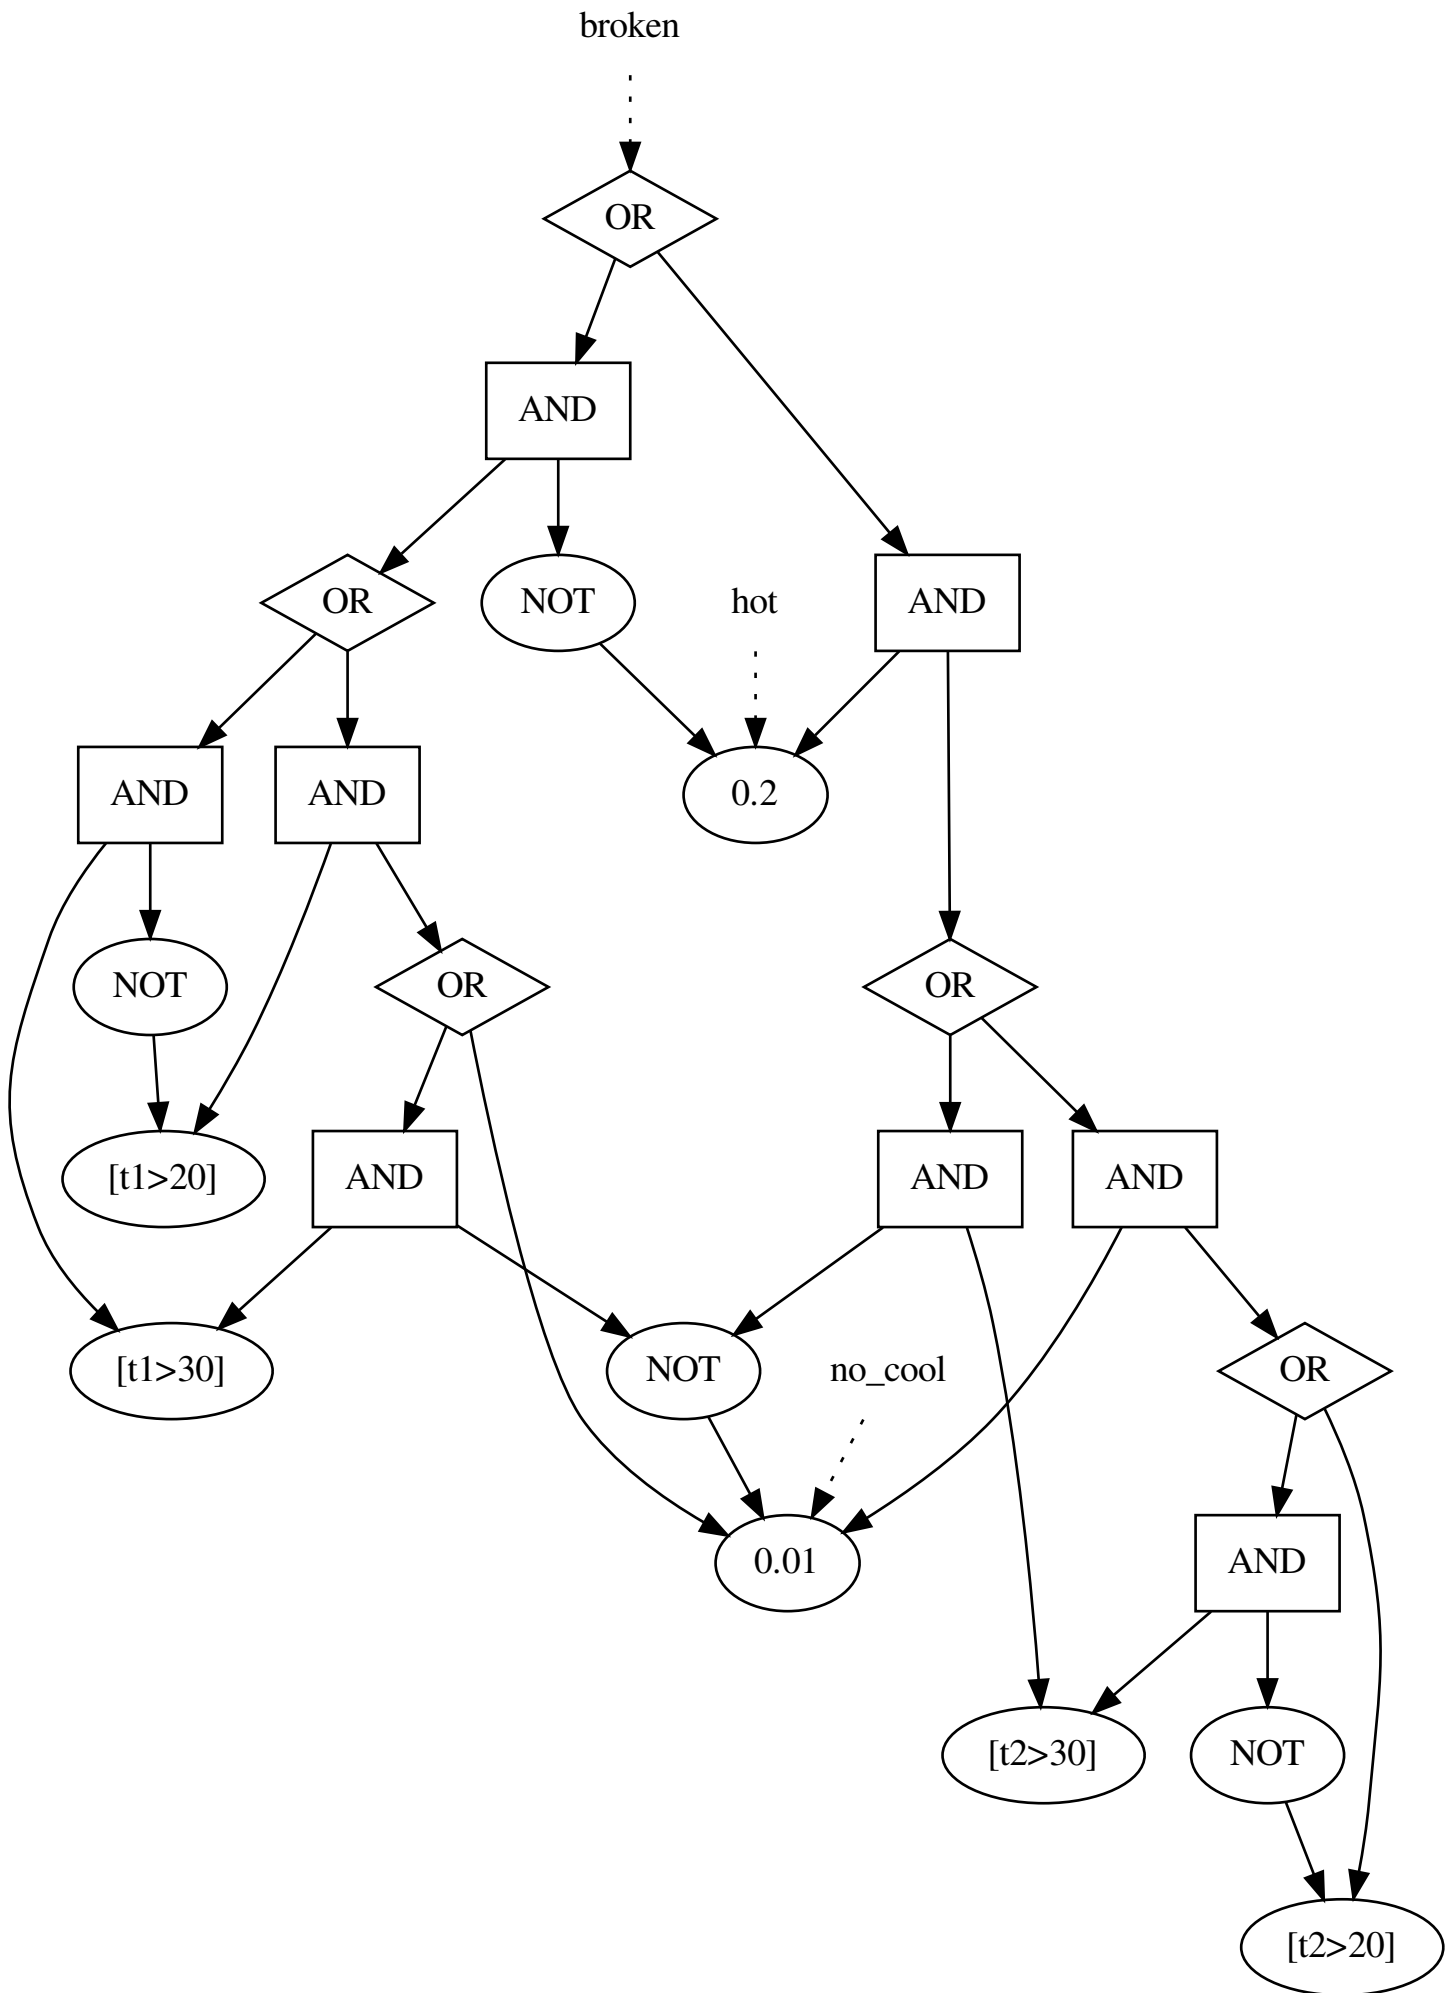 broken
OR
AND
OR
NOT
hot
AND
AND
AND
0.2
NOT
OR
OR
[t1>20]
AND
AND
AND
[t1>30]
NOT
no_cool
OR
0.01
AND
[t2>30]
NOT
[t2>20]